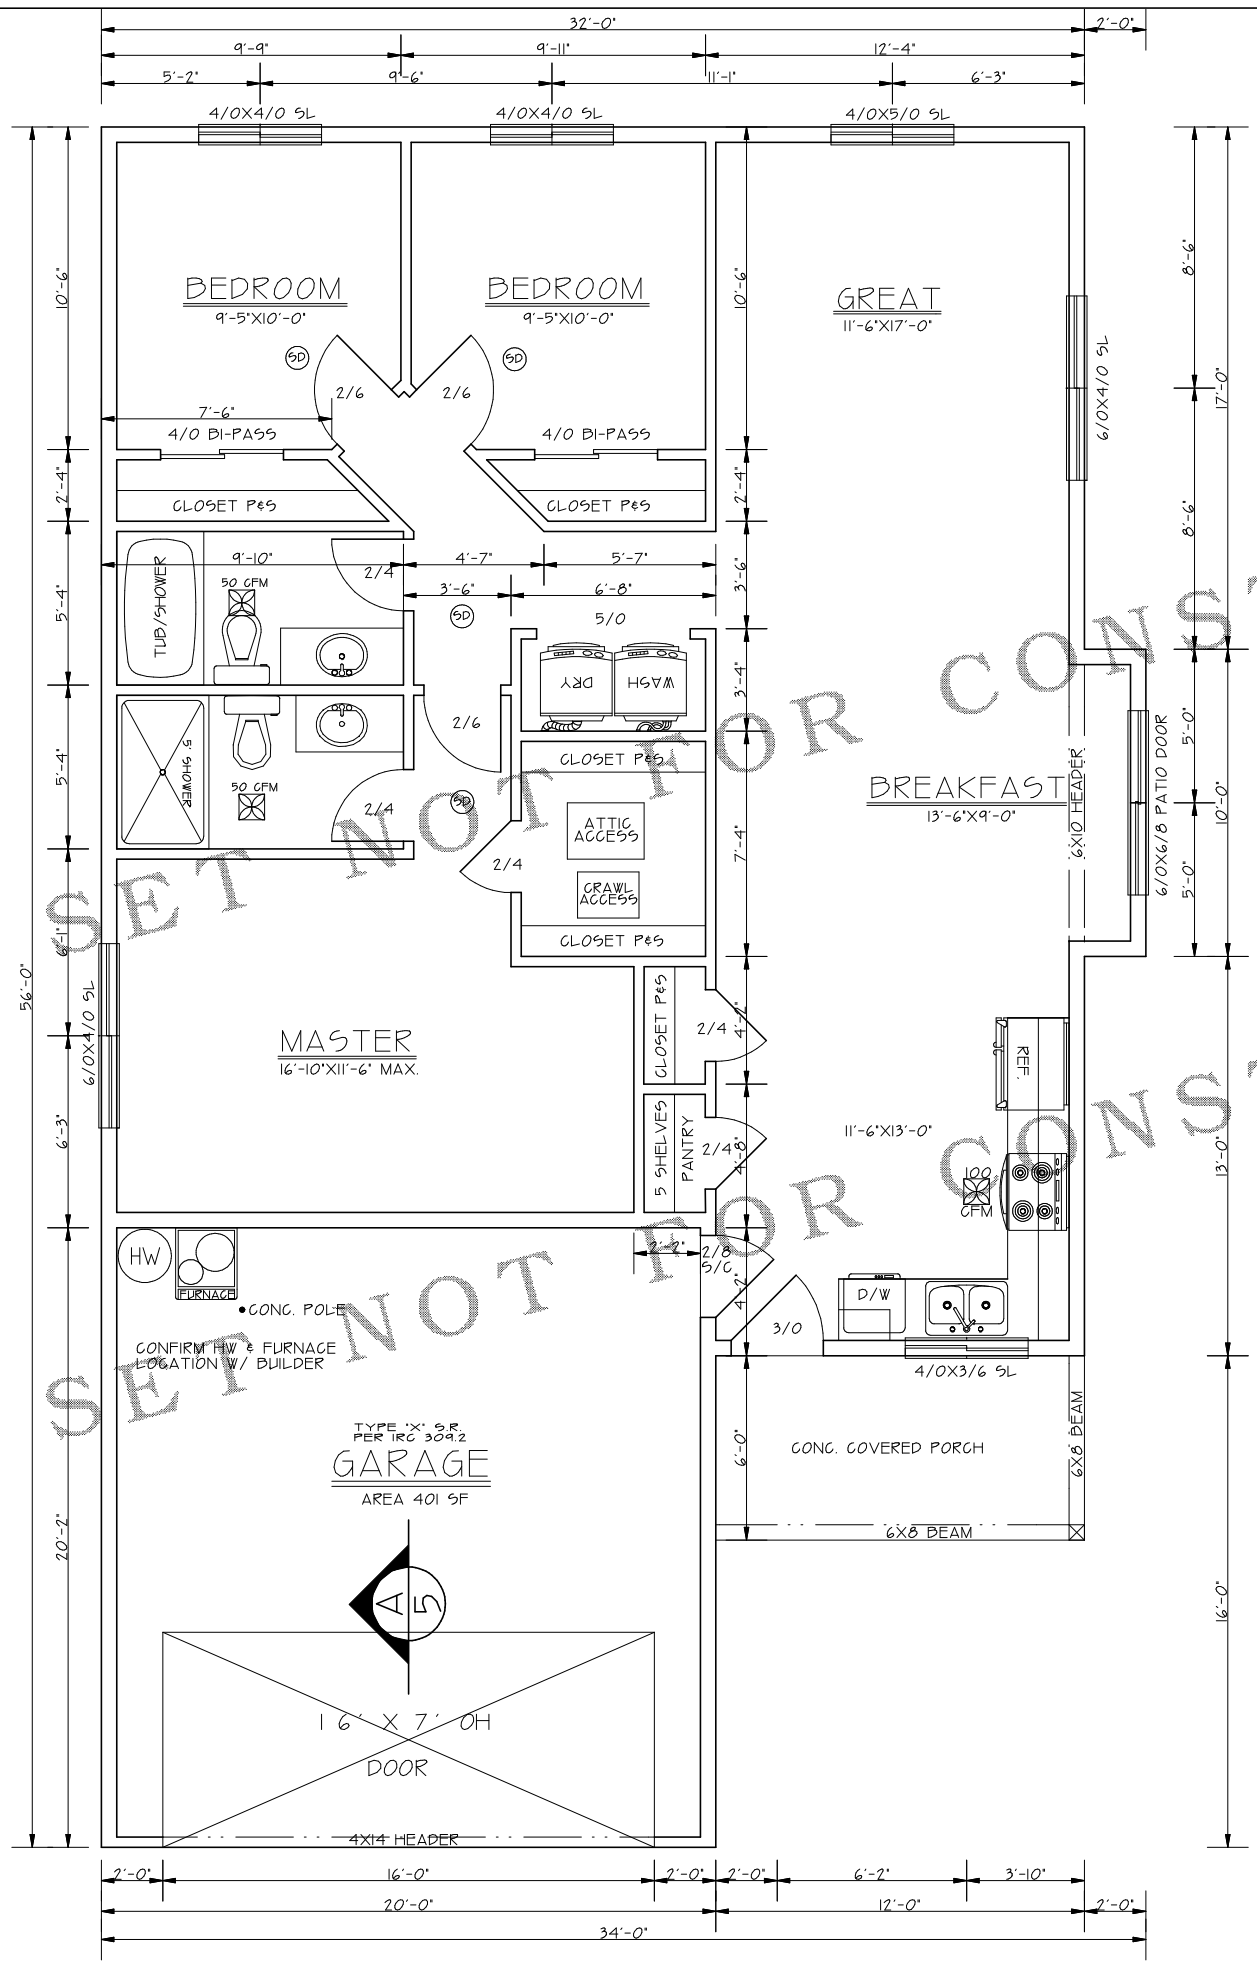 32'-0"
2'-0"
9'-9"
9'-11"
12'-4"
5'-2"
9'-6"
11'-1"
6'-3"
4/0X4/0 SL
4/0X4/0 SL
4/0X5/0 SL
56'-0"
10'-6"
BEDROOM
9'-5"X10'-0"
SD
2/6
BEDROOM
9'-5"X10'-0"
SD
2/6
10'-6"
GREAT
11'-6"X17'-0"
6/0X4/0 SL
8'-6"
17'-0"
8'-6"
7'-6"
4/0 BI-PASS
4/0 BI-PASS
2'-4"
CLOSET P&S
CLOSET P&S
2'-4"
5'-4"
TUB/SHOWER
9'-10"
50 CFM
2/4
4'-7"
5'-7"
3'-6"
6'-8"
SD
5/0
3'-6"
DRY
WASH
3'-4"
5'-4"
5' SHOWER
50 CFM
2/4
2/6
SD
2/4
CLOSET P&S
ATTIC
ACCESS
CRAWL
ACCESS
CLOSET P&S
7'-4"
BREAKFAST
13'-6"X9'-0"
6X10 HEADER
6/0X6/8 PATIO DOOR
5'-0"
10'-0"
5'-0"
SET NOT FOR CONST
6'-1"
6/0X4/0 SL
6'-3"
MASTER
16'-10"X11'-6" MAX.
CLOSET P&S
2/4
4'-2"
5 SHELVES
PANTRY
2/4
4'-8"
REF.
11'-6"X13'-0"
100
CFM
13'-0"
HW
FURNACE
CONC. POLE
CONFIRM HW & FURNACE
LOCATION W/ BUILDER
2'-2"
2/8
S/C
4'-2"
3/0
D/W
4/0X3/6 SL
SET NOT FOR CONST
TYPE "X" S.R.
PER IRC 309.2
GARAGE
AREA 401 SF
20'-2"
6'-0"
CONC. COVERED PORCH
6X8 BEAM
6X8 BEAM
16'-0"
A
5
16' X 7' OH
DOOR
4X14 HEADER
2'-0"
16'-0"
2'-0"
2'-0"
6'-2"
3'-10"
20'-0"
12'-0"
2'-0"
34'-0"